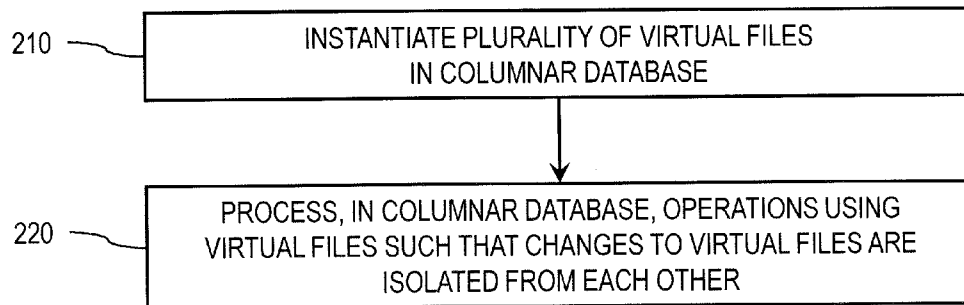 210
INSTANTIATE PLURALITY OF VIRTUAL FILES
IN COLUMNAR DATABASE
220
PROCESS, IN COLUMNAR DATABASE, OPERATIONS USING
VIRTUAL FILES SUCH THAT CHANGES TO VIRTUAL FILES ARE
ISOLATED FROM EACH OTHER